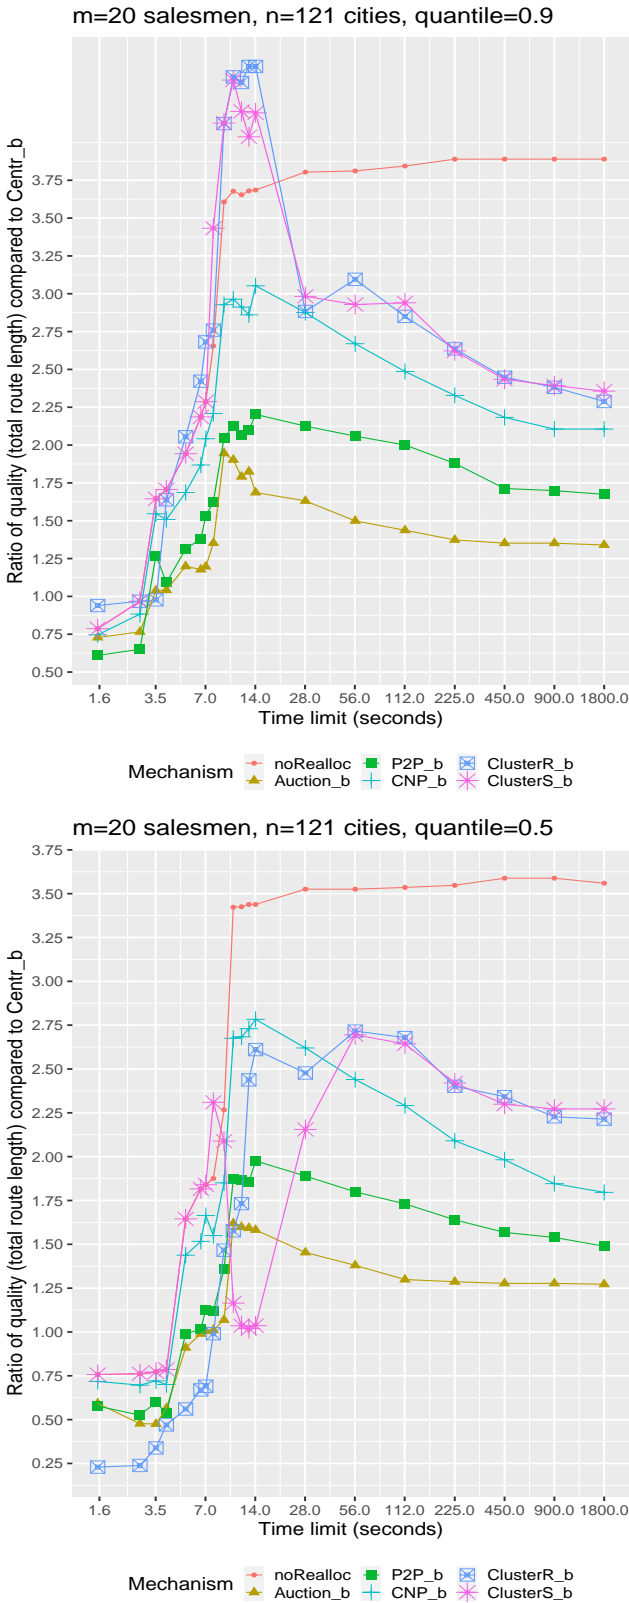 m=20 salesmen, n=121 cities, quantile=0.9
Ratio of quality (total route length) compared to Centr_b
3.75
3.50
3.25
3.00
2.75
2.50
2.25
2.00
1.75
1.50
1.25
1.00
0.75
0.50
1.6 3.5 7.0 14.0 28.0 56.0 112.0 225.0 450.0 900.0 1800.0
Time limit (seconds)
Mechanism noRealloc P2P_b ClusterR_b
Auction_b CNP_b ClusterS_b
m=20 salesmen, n=121 cities, quantile=0.5
Ratio of quality (total route length) compared to Centr_b
3.75
3.50
3.25
3.00
2.75
2.50
2.25
2.00
1.75
1.50
1.25
1.00
0.75
0.50
0.25
1.6 3.5 7.0 14.0 28.0 56.0 112.0 225.0 450.0 900.0 1800.0
Time limit (seconds)
Mechanism noRealloc P2P_b ClusterR_b
Auction_b CNP_b ClusterS_b